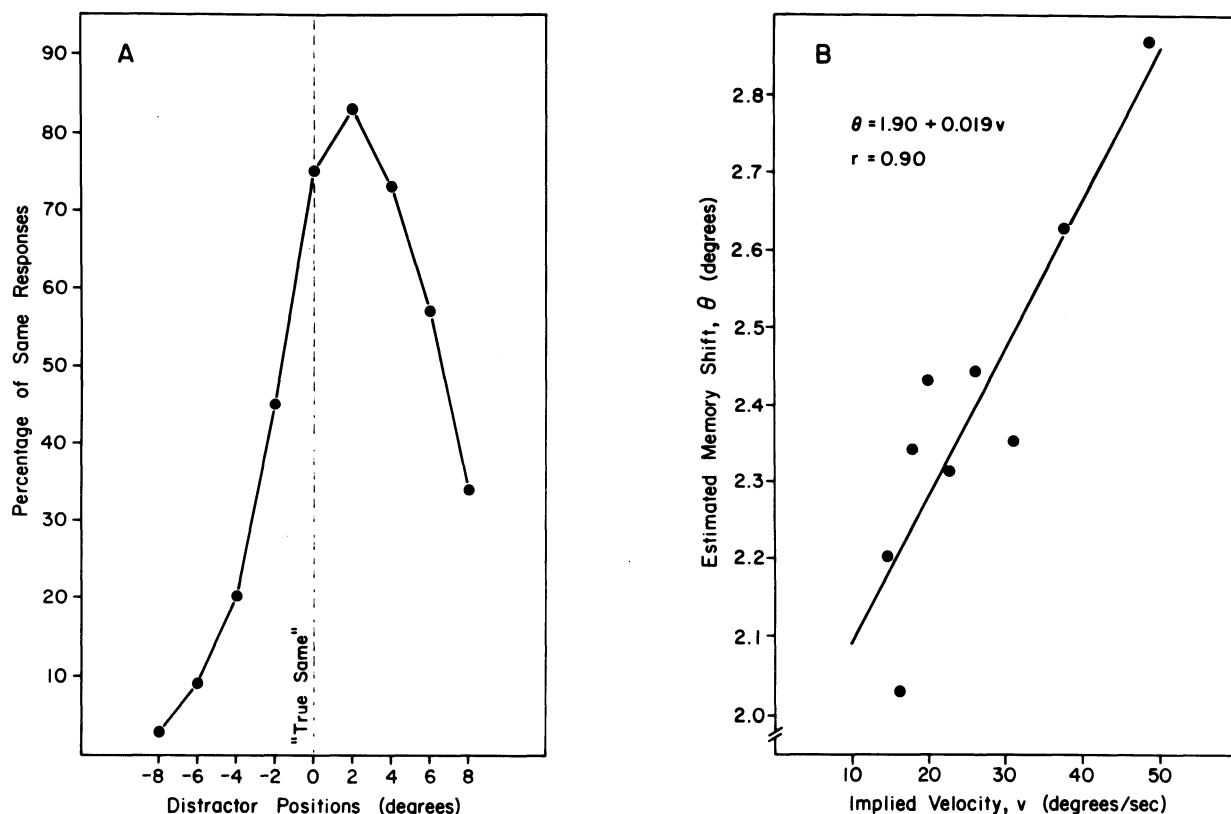 A
90
80
70
60
50
40
30
20
10
Percentage of Same Responses
"True Same"
-8 -6 -4 -2 0 2 4 6 8
Distractor Positions (degrees)
B
θ = 1.90 + 0.019v
r = 0.90
2.8
2.7
2.6
2.5
2.4
2.3
2.2
2.1
2.0
Estimated Memory Shift, θ (degrees)
10 20 30 40 50
Implied Velocity, v (degrees/sec)